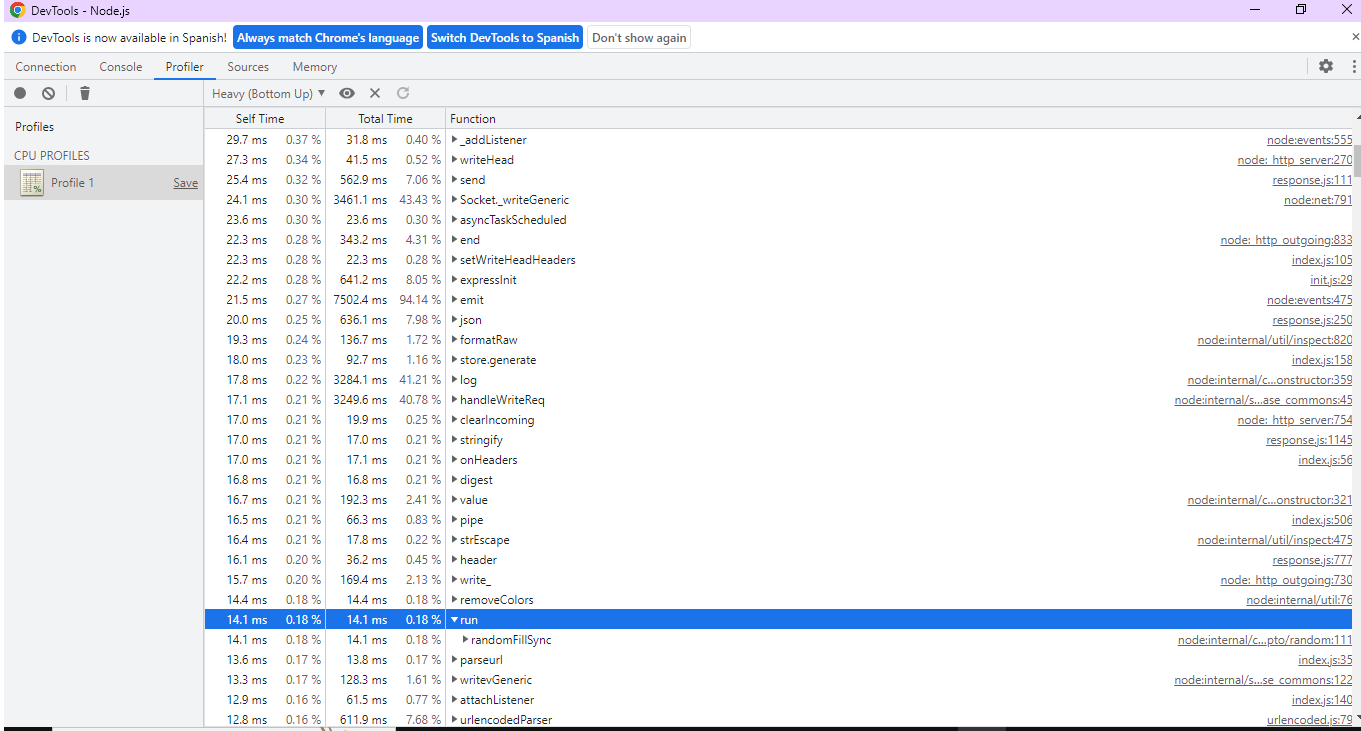 DevTools - Node.js
DevTools is now available in Spanish! Always match Chrome's language Switch DevTools to Spanish Don't show again
Connection Console Profiler Sources Memory
Heavy (Bottom Up)
Profiles
CPU PROFILES
Profile 1 Save
Self Time Total Time Function
29.7 ms 0.37 % 31.8 ms 0.40 % _addListener node:events:555
27.3 ms 0.34 % 41.5 ms 0.52 % writeHead node:_http_server:270
25.4 ms 0.32 % 562.9 ms 7.06 % send response.js:111
24.1 ms 0.30 % 3461.1 ms 43.43 % Socket._writeGeneric node:net:791
23.6 ms 0.30 % 23.6 ms 0.30 % asyncTaskScheduled
22.3 ms 0.28 % 343.2 ms 4.31 % end node:_http_outgoing:833
22.3 ms 0.28 % 22.3 ms 0.28 % setWriteHeadHeaders index.js:105
22.2 ms 0.28 % 641.2 ms 8.05 % expressInit init.js:29
21.5 ms 0.27 % 7502.4 ms 94.14 % emit node:events:475
20.0 ms 0.25 % 636.1 ms 7.98 % json response.js:250
19.3 ms 0.24 % 136.7 ms 1.72 % formatRaw node:internal/util/inspect:820
18.0 ms 0.23 % 92.7 ms 1.16 % store.generate index.js:158
17.8 ms 0.22 % 3284.1 ms 41.21 % log node:internal/c...onstructor:359
17.1 ms 0.21 % 3249.6 ms 40.78 % handleWriteReq node:internal/s...ase_commons:45
17.0 ms 0.21 % 19.9 ms 0.25 % clearIncoming node:_http_server:754
17.0 ms 0.21 % 17.0 ms 0.21 % stringify response.js:1145
17.0 ms 0.21 % 17.1 ms 0.21 % onHeaders index.js:56
16.8 ms 0.21 % 16.8 ms 0.21 % digest
16.7 ms 0.21 % 192.3 ms 2.41 % value node:internal/c...onstructor:321
16.5 ms 0.21 % 66.3 ms 0.83 % pipe index.js:506
16.4 ms 0.21 % 17.8 ms 0.22 % strEscape node:internal/util/inspect:475
16.1 ms 0.20 % 36.2 ms 0.45 % header response.js:777
15.7 ms 0.20 % 169.4 ms 2.13 % write_ node:_http_outgoing:730
14.4 ms 0.18 % 14.4 ms 0.18 % removeColors node:internal/util:76
14.1 ms 0.18 % 14.1 ms 0.18 % run
14.1 ms 0.18 % 14.1 ms 0.18 % randomFillSync node:internal/c...pto/random:111
13.6 ms 0.17 % 13.8 ms 0.17 % parseurl index.js:35
13.3 ms 0.17 % 128.3 ms 1.61 % writevGeneric node:internal/s...se_commons:122
12.9 ms 0.16 % 61.5 ms 0.77 % attachListener index.js:140
12.8 ms 0.16 % 611.9 ms 7.68 % urlencodedParser urlencoded.js:79